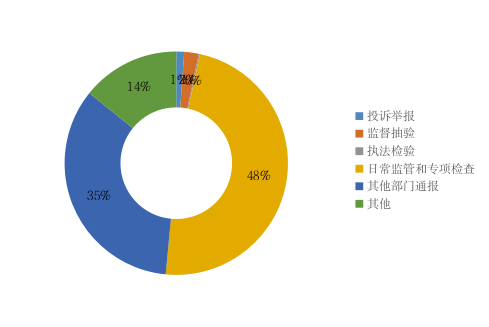 14%
1%
48%
35%
投诉举报
监督抽验
执法检验
日常监管和专项检查
其他部门通报
其他